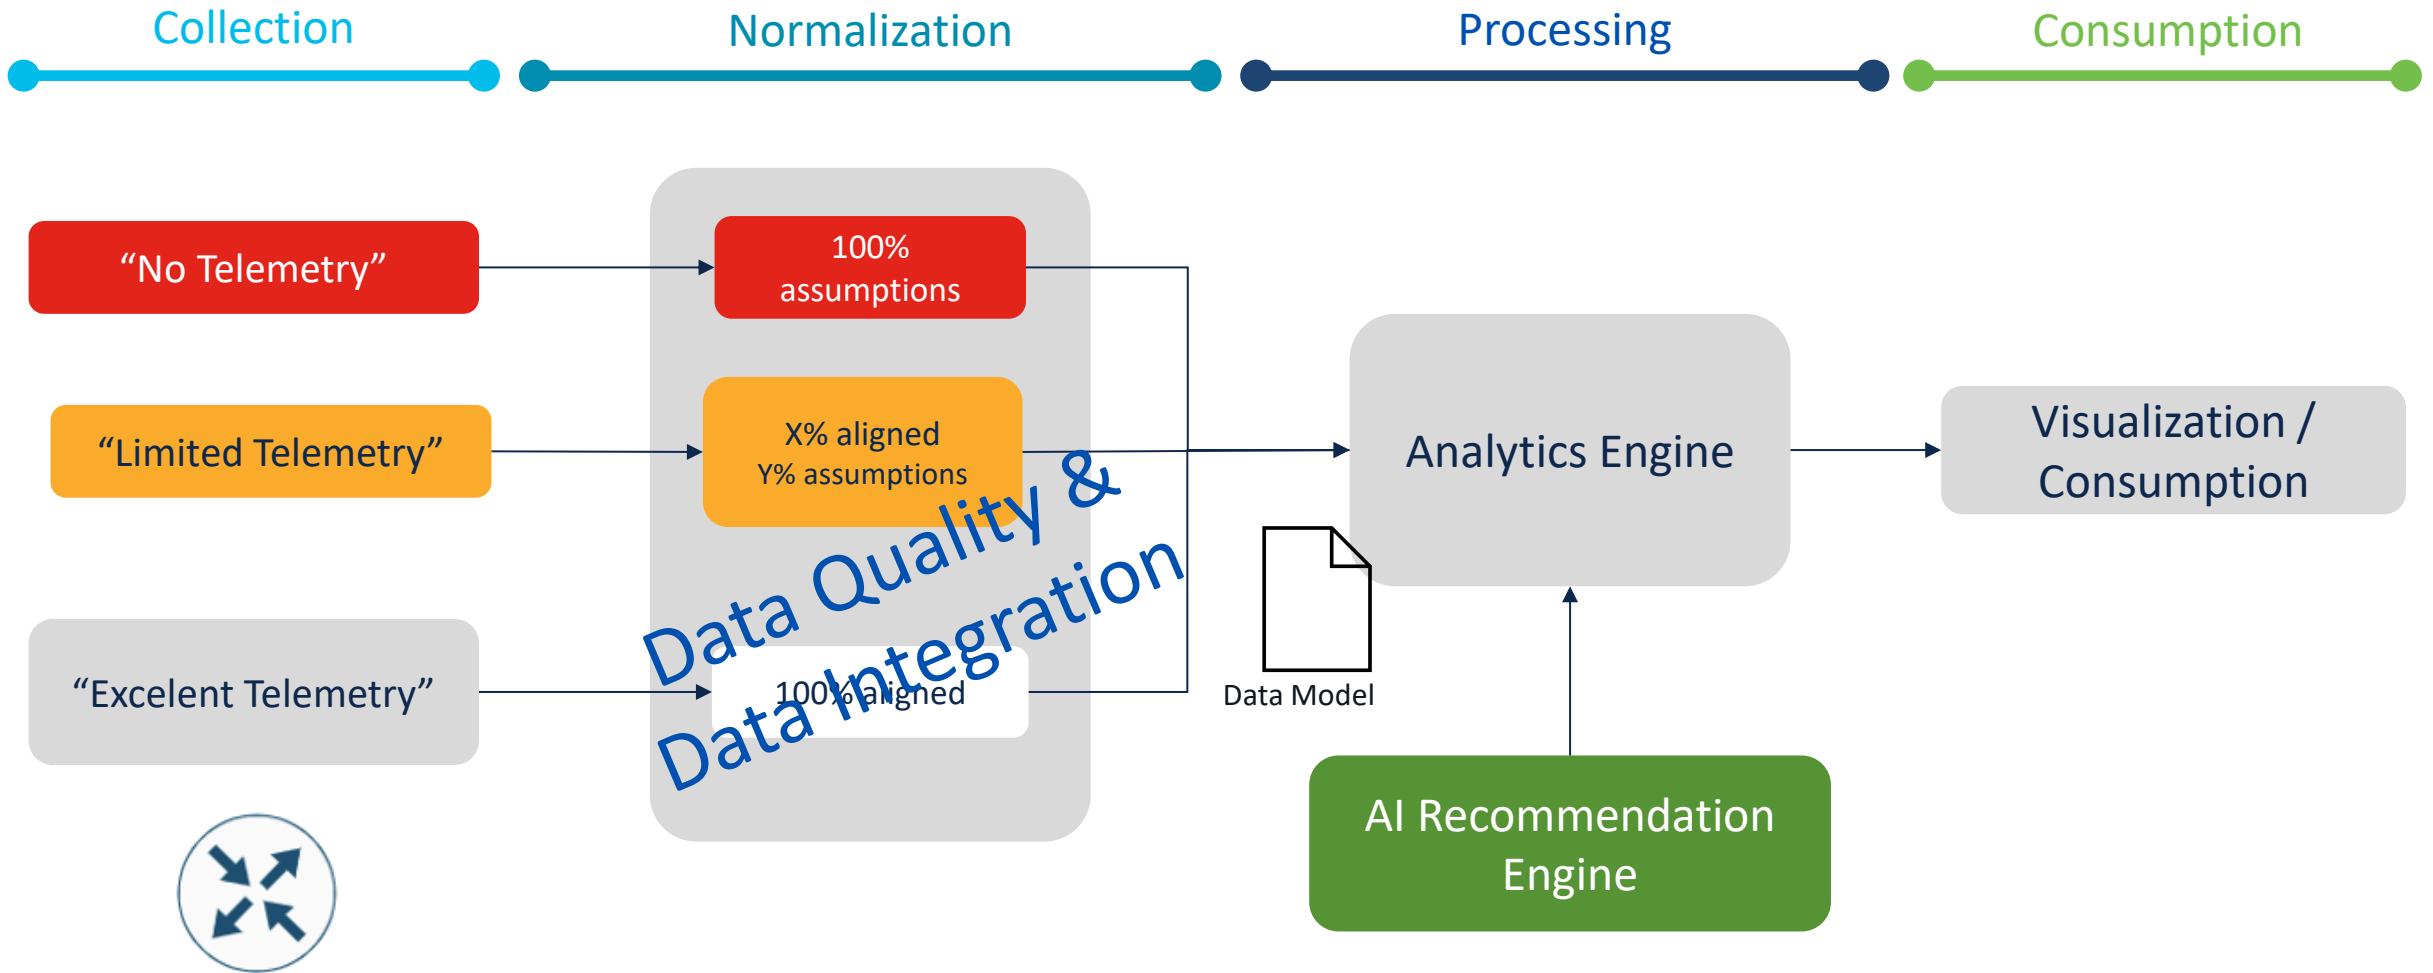 Collection
Normalization
Processing
Consumption
“No Telemetry”
100%
assumptions
“Limited Telemetry”
X% aligned
Y% assumptions
“Excelent Telemetry”
100% aligned
Data Quality &
Data Integration
Analytics Engine
Data Model
AI Recommendation
Engine
Visualization /
Consumption